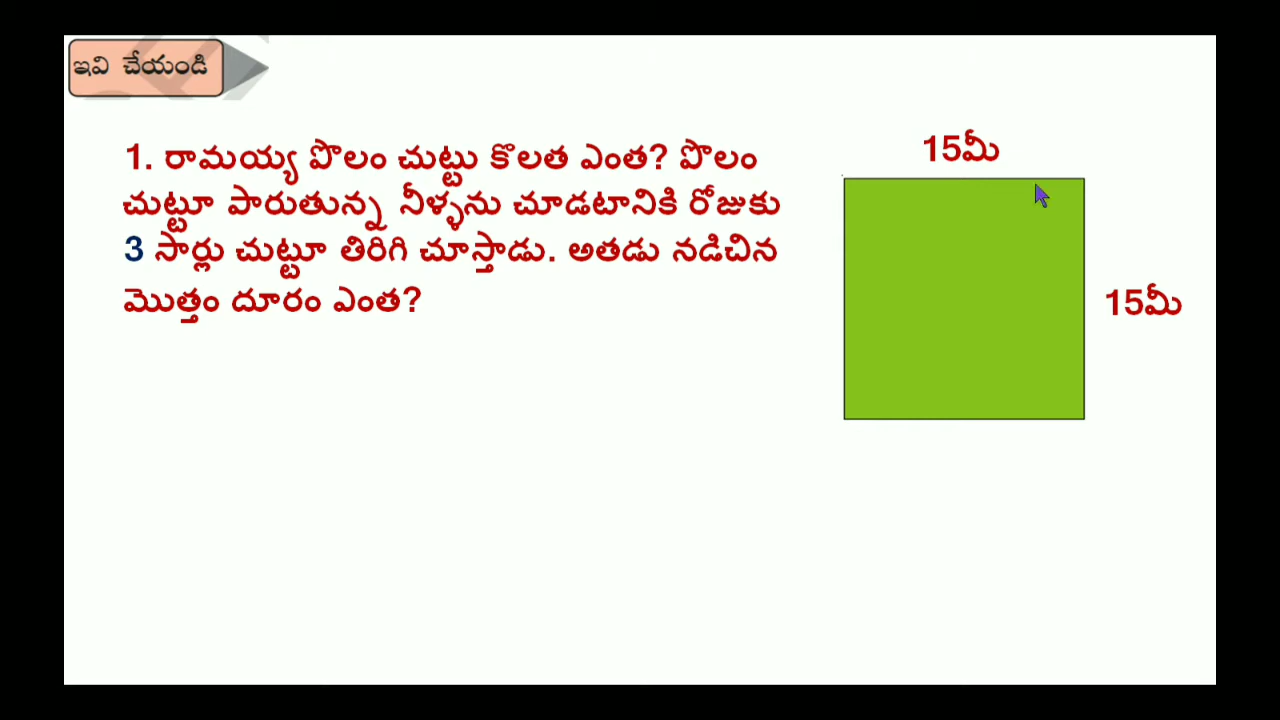 ఇవి చేయండి
1. రామయ్య పొలం చుట్టు కొలత ఎంత? పొలం
చుట్టూ పారుతున్న నీళ్ళను చూడటానికి రోజుకు
3 సార్లు చుట్టూ తిరిగి చూస్తాడు. అతడు నడిచిన
మొత్తం దూరం ఎంత?
15మీ
15మీ